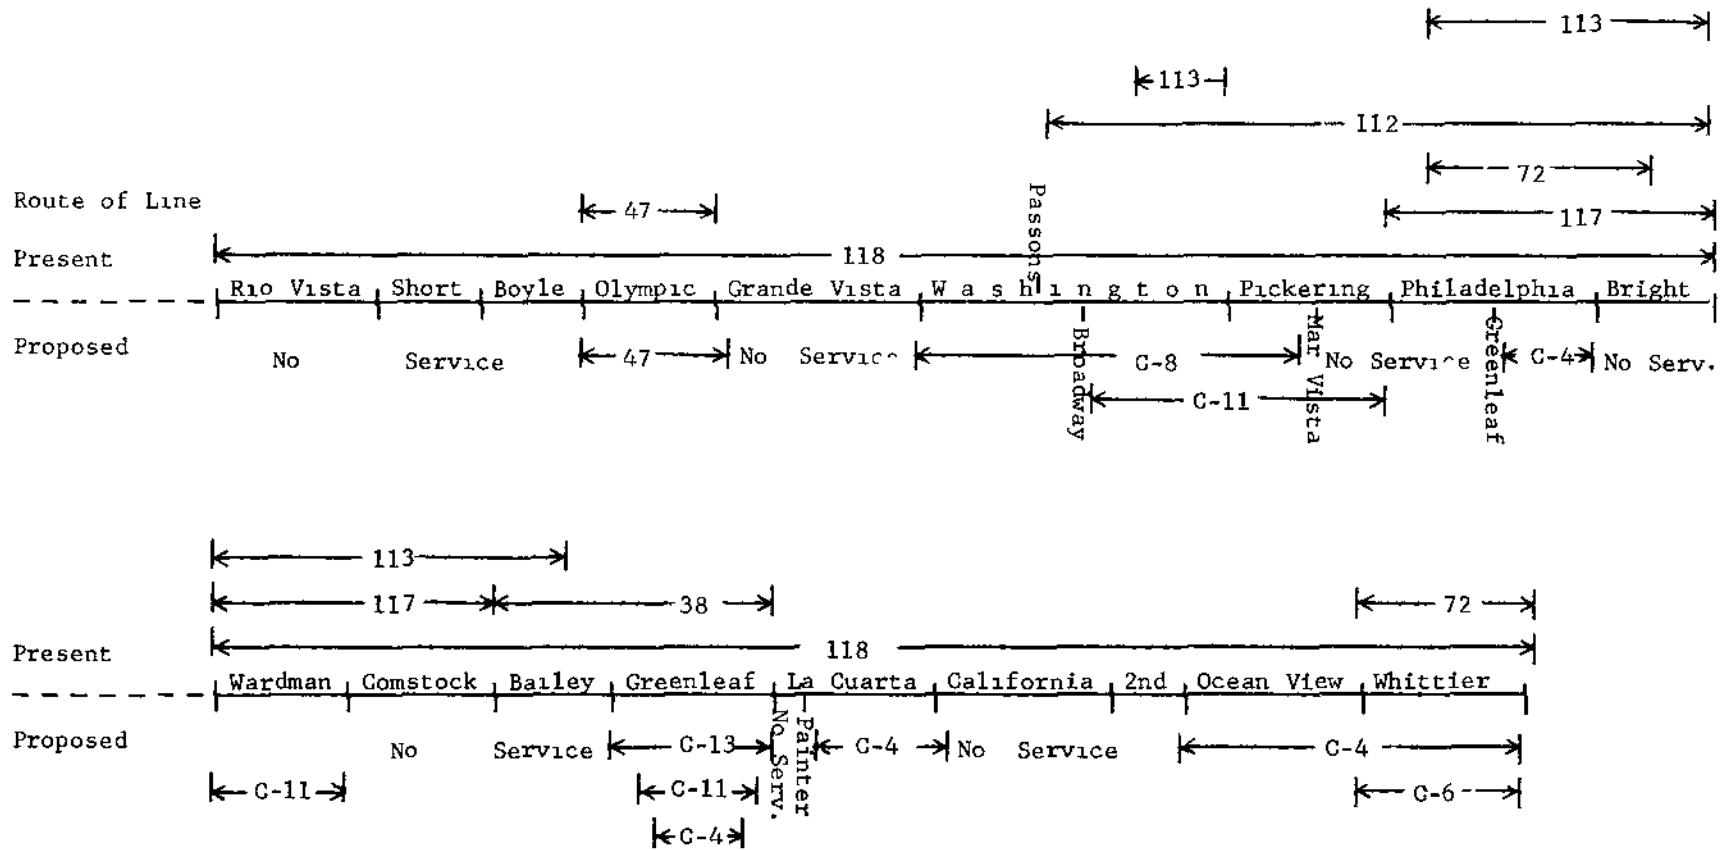 113
113
112
72
Route of Line
47
117
Passons
Present
118
Rio Vista Short Boyle Olympic Grande Vista Washington Pickering Philadelphia Bright
Proposed
No Service
47
No Service
C-8
No Service
C-4
No Serv.
C-11
Broadway
Mar Vista
Greenleaf
113
117
38
72
Present
118
Wardman Comstock Bailey Greenleaf La Cuarta California 2nd Ocean View Whittier
Proposed
No Service
C-13
No Serv.
Painter
C-4
No Service
C-4
C-11
C-11
C-6
C-4